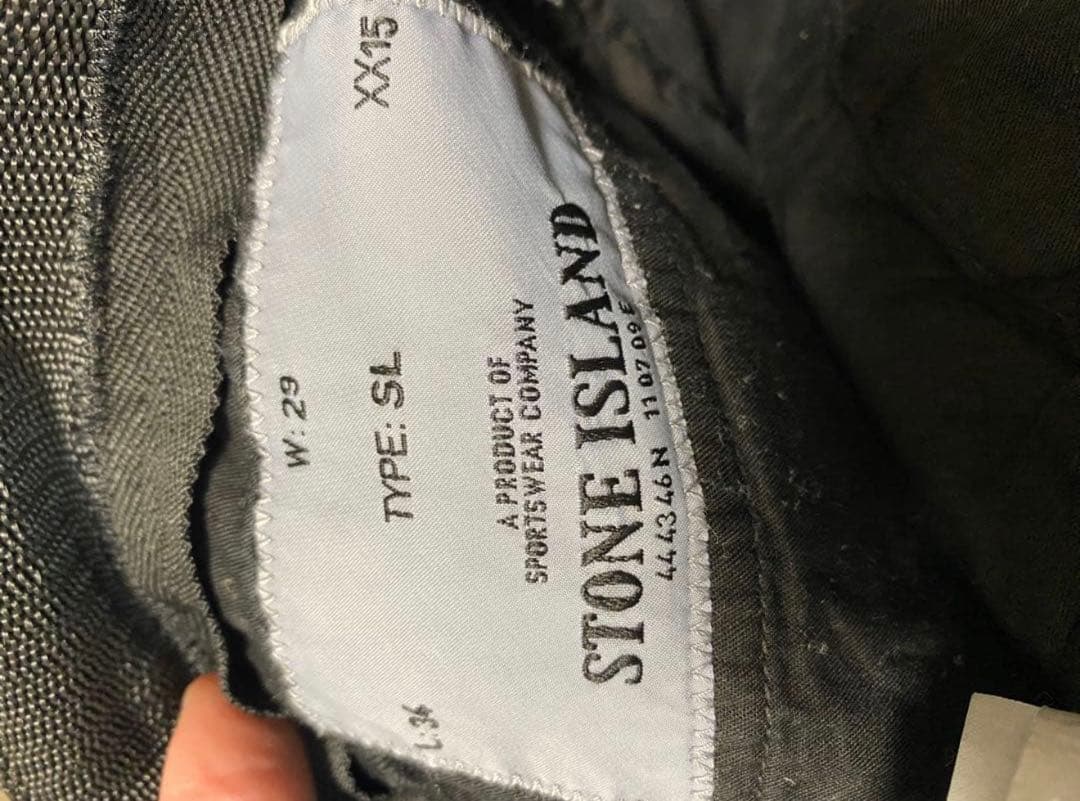 W: 29
XX15
TYPE: SL
L:34
A PRODUCT OF
SPORTSWEAR COMPANY
STONE ISLAND
44 43 46 N 11 07 09 E